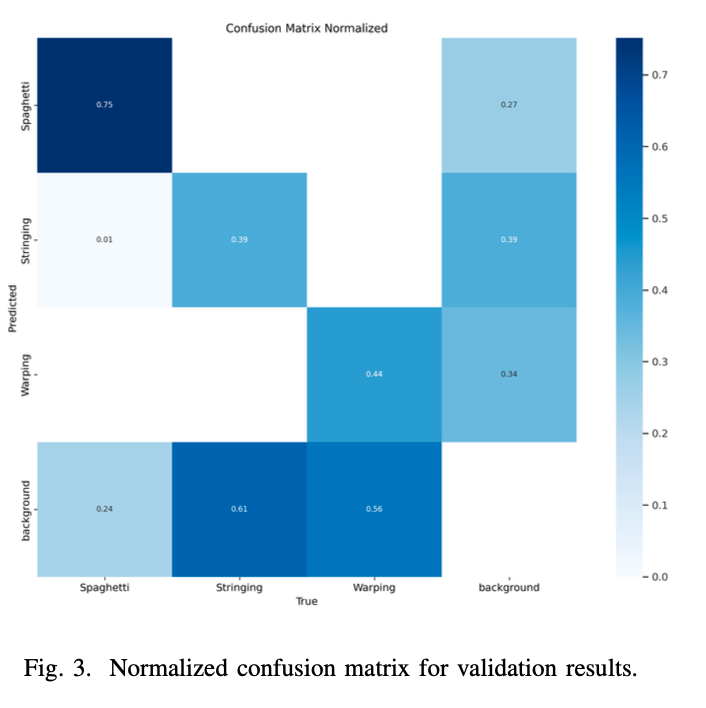 Confusion Matrix Normalized
Spaghetti
0.75
0.27
0.7
0.6
Stringing
0.01
0.39
0.39
0.5
Predicted
0.4
Warping
0.44
0.34
0.3
0.2
background
0.24
0.61
0.56
0.1
0.0
Spaghetti
Stringing
Warping
background
True
Fig. 3. Normalized confusion matrix for validation results.